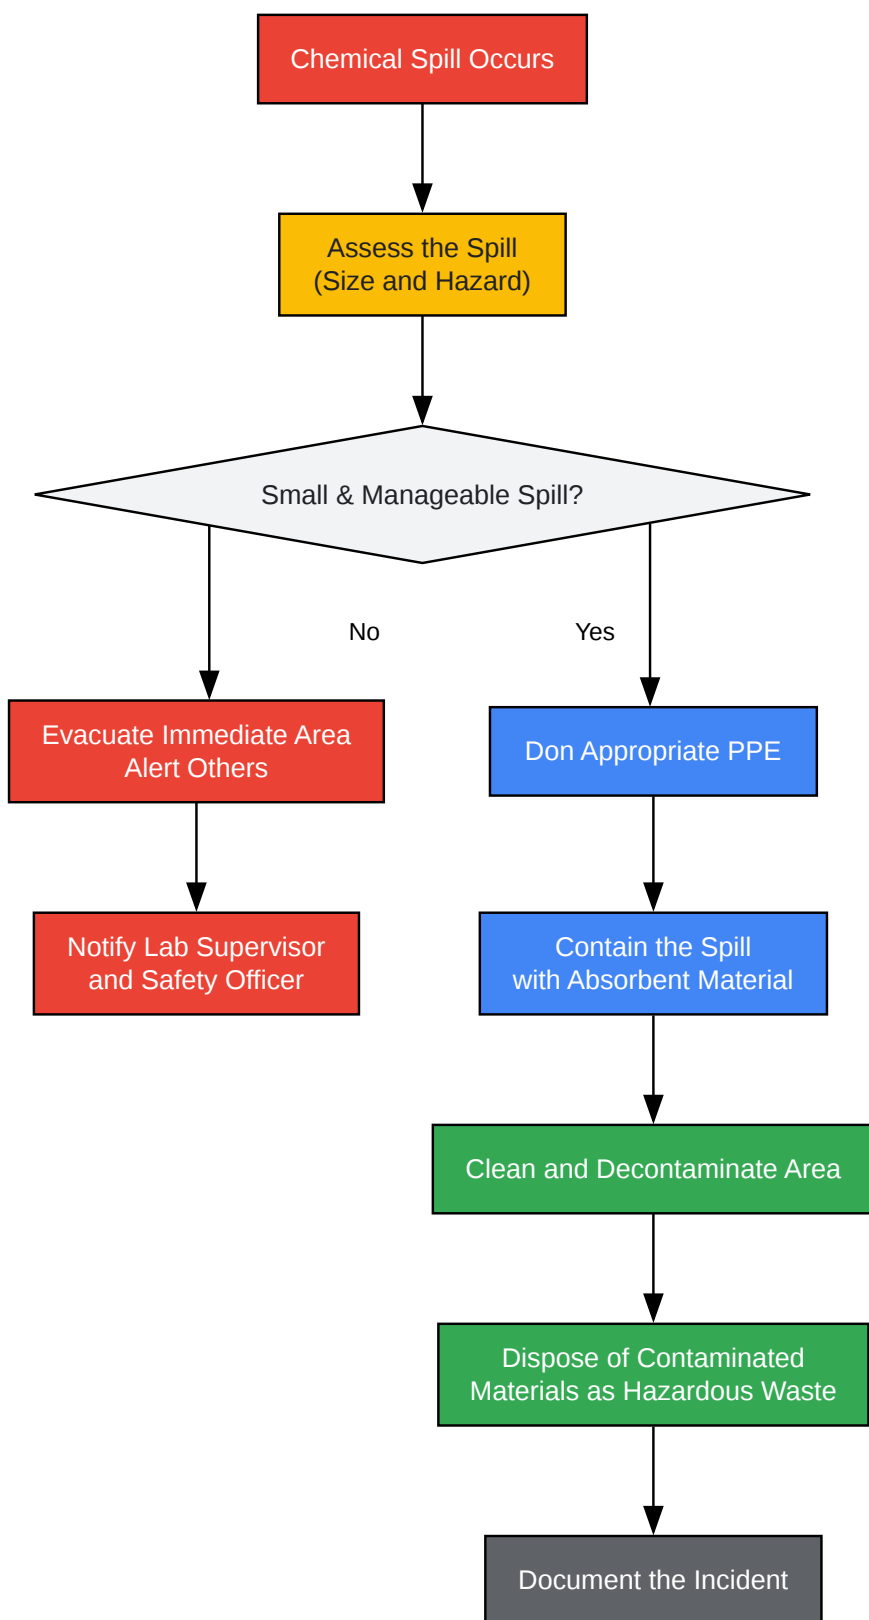 Chemical Spill Occurs
Assess the Spill
(Size and Hazard)
Small & Manageable Spill?
No
Yes
Evacuate Immediate Area
Alert Others
Don Appropriate PPE
Notify Lab Supervisor
and Safety Officer
Contain the Spill
with Absorbent Material
Clean and Decontaminate Area
Dispose of Contaminated
Materials as Hazardous Waste
Document the Incident